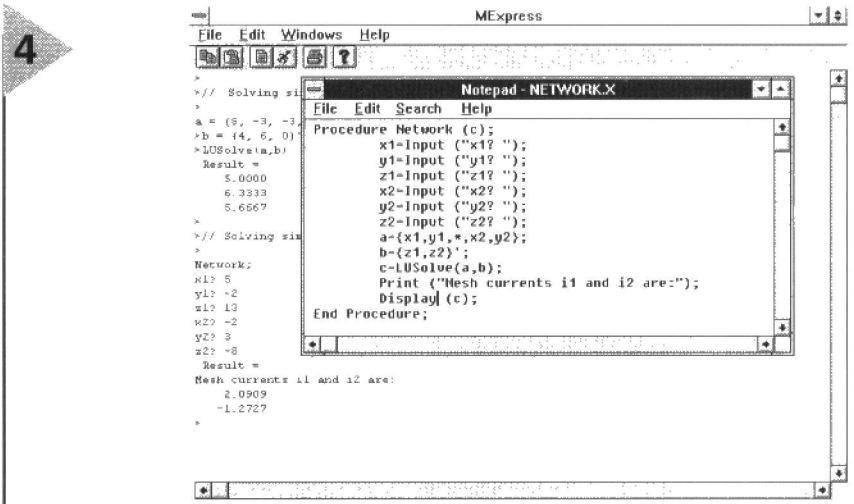 4
MExpress
File Edit Windows Help
>
>// Solving si
>
a = {6, -3, -3,
>b = {4, 6, 0}'
>LUSolve(a,b)
Result =
5.0000
6.3333
5.6667
>
>// Solving sim
>
Network;
x1? 5
y1? -2
z1? 13
x2? -2
y2? 3
z2? -8
Result =
Mesh currents i1 and i2 are:
2.0909
-1.2727
>
Notepad - NETWORK.X
File Edit Search Help
Procedure Network (c);
x1=Input ("x1? ");
y1=Input ("y1? ");
z1=Input ("z1? ");
x2=Input ("x2? ");
y2=Input ("y2? ");
z2=Input ("z2? ");
a={x1,y1,*,x2,y2};
b={z1,z2}';
c=LUSolve(a,b);
Print ("Mesh currents i1 and i2 are:");
Display (c);
End Procedure;